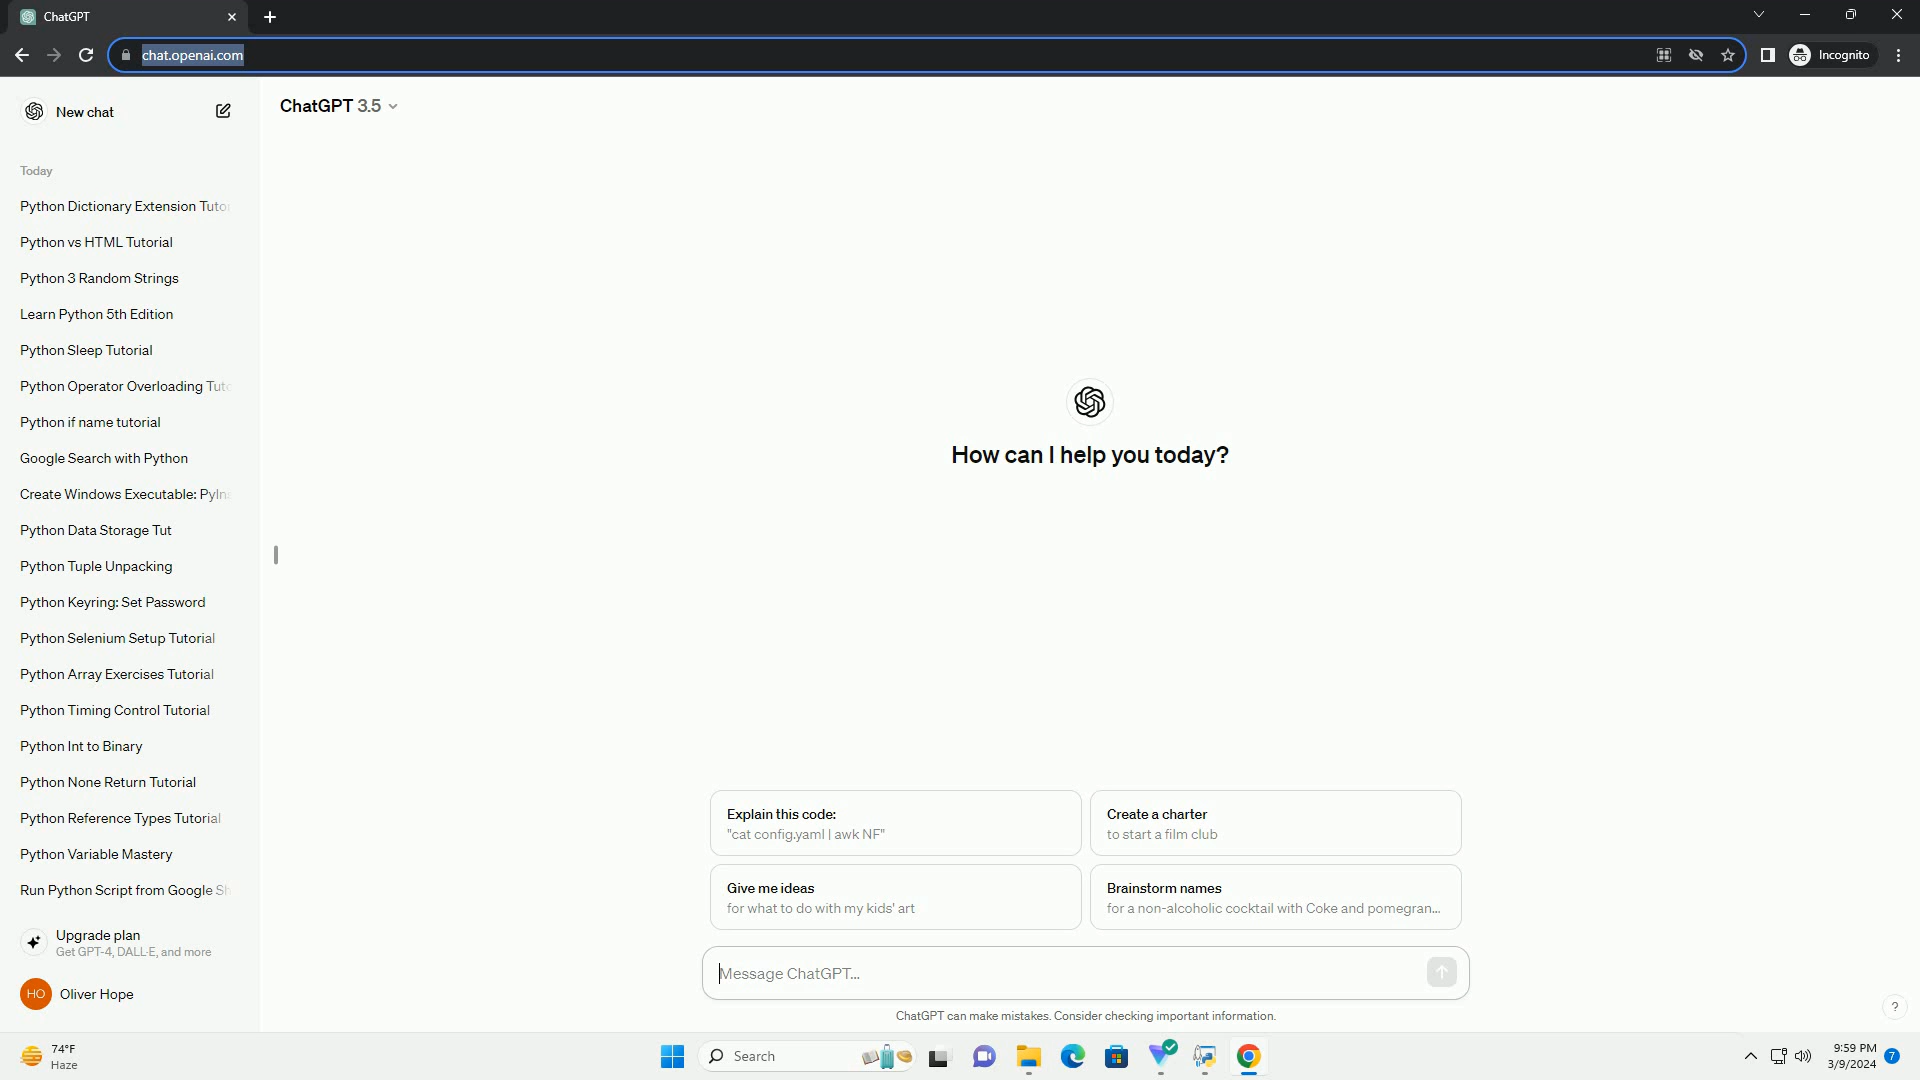 ChatGPT
chat.openai.com
Incognito
New chat
ChatGPT 3.5
Today
Python Dictionary Extension Tuto
Python vs HTML Tutorial
Python 3 Random Strings
Learn Python 5th Edition
Python Sleep Tutorial
Python Operator Overloading Tuto
Python if name tutorial
Google Search with Python
Create Windows Executable: PyIns
Python Data Storage Tut
Python Tuple Unpacking
Python Keyring: Set Password
Python Selenium Setup Tutorial
Python Array Exercises Tutorial
Python Timing Control Tutorial
Python Int to Binary
Python None Return Tutorial
Python Reference Types Tutorial
Python Variable Mastery
Run Python Script from Google Sh
Upgrade plan
Get GPT-4, DALL·E, and more
HO
Oliver Hope
How can I help you today?
Explain this code:
"cat config.yaml | awk NF"
Create a charter
to start a film club
Give me ideas
for what to do with my kids' art
Brainstorm names
for a non-alcoholic cocktail with Coke and pomegran...
Message ChatGPT...
ChatGPT can make mistakes. Consider checking important information.
?
74°F
Haze
Search
9:59 PM
3/9/2024
7